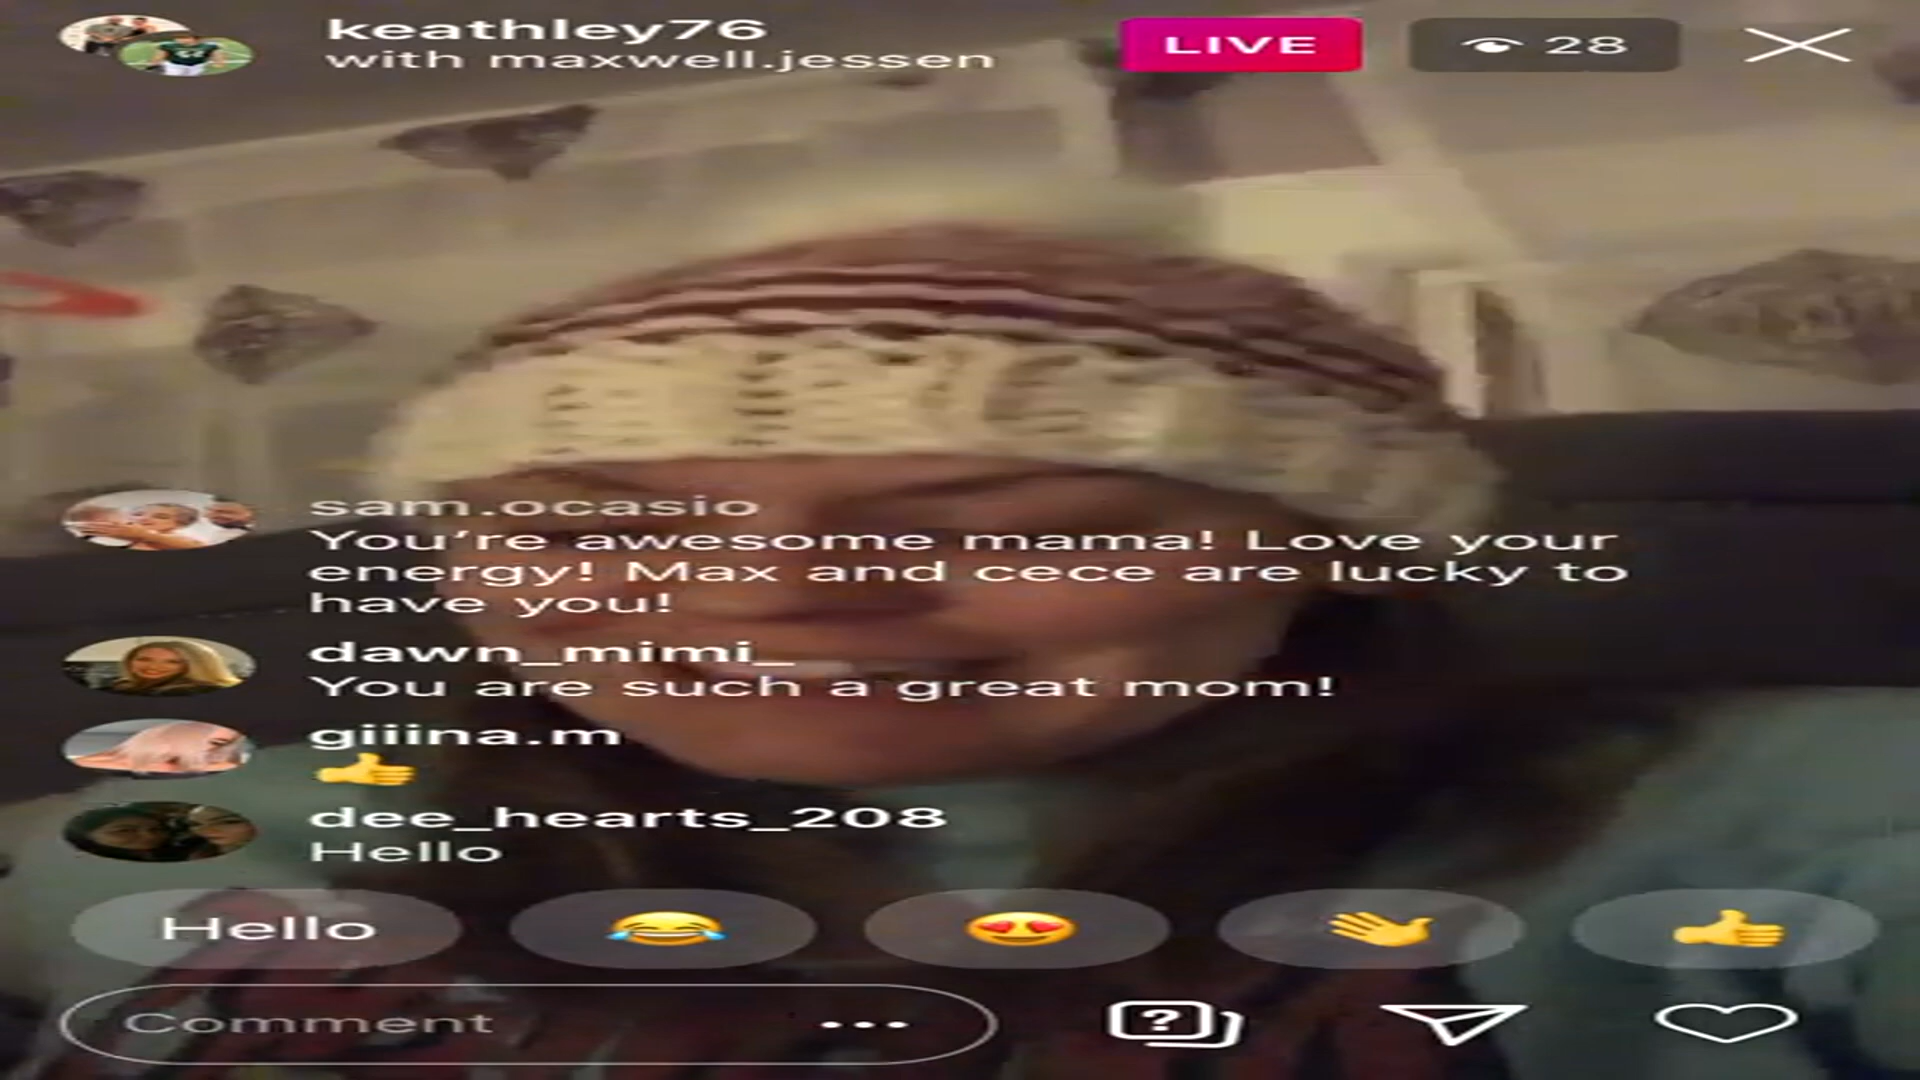 keathley76
with maxwell.jessen
LIVE
28
sam.ocasio
You're awesome mama! Love your
energy! Max and cece are lucky to
have you!
dawn_mimi_
You are such a great mom!
giiina.m
👍
dee_hearts_208
Hello
Hello 😂 😍 👋 👍
Comment